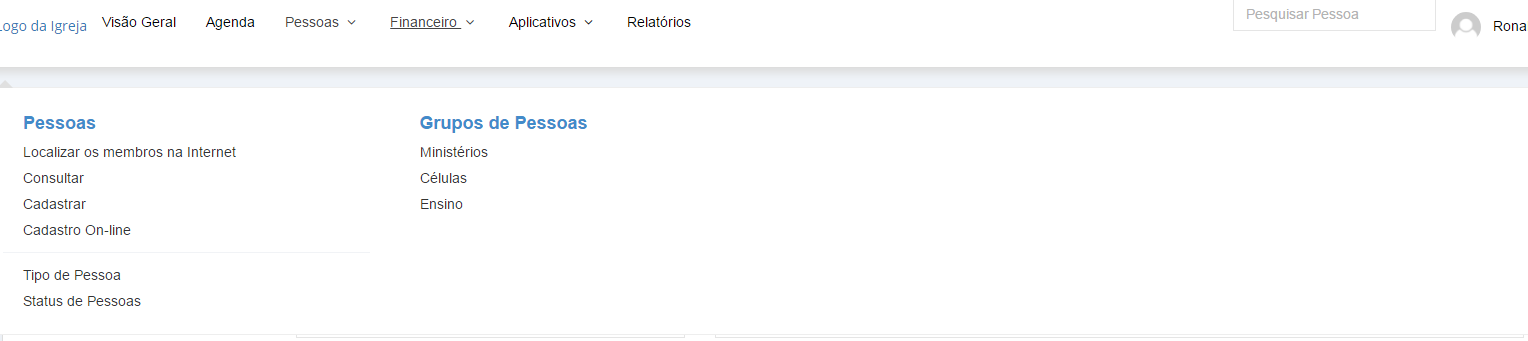 ogo da Igreja Visão Geral Agenda Pessoas Financeiro Aplicativos Relatórios Pesquisar Pessoa Rona
Pessoas
Localizar os membros na Internet
Consultar
Cadastrar
Cadastro On-line
Tipo de Pessoa
Status de Pessoas
Grupos de Pessoas
Ministérios
Células
Ensino